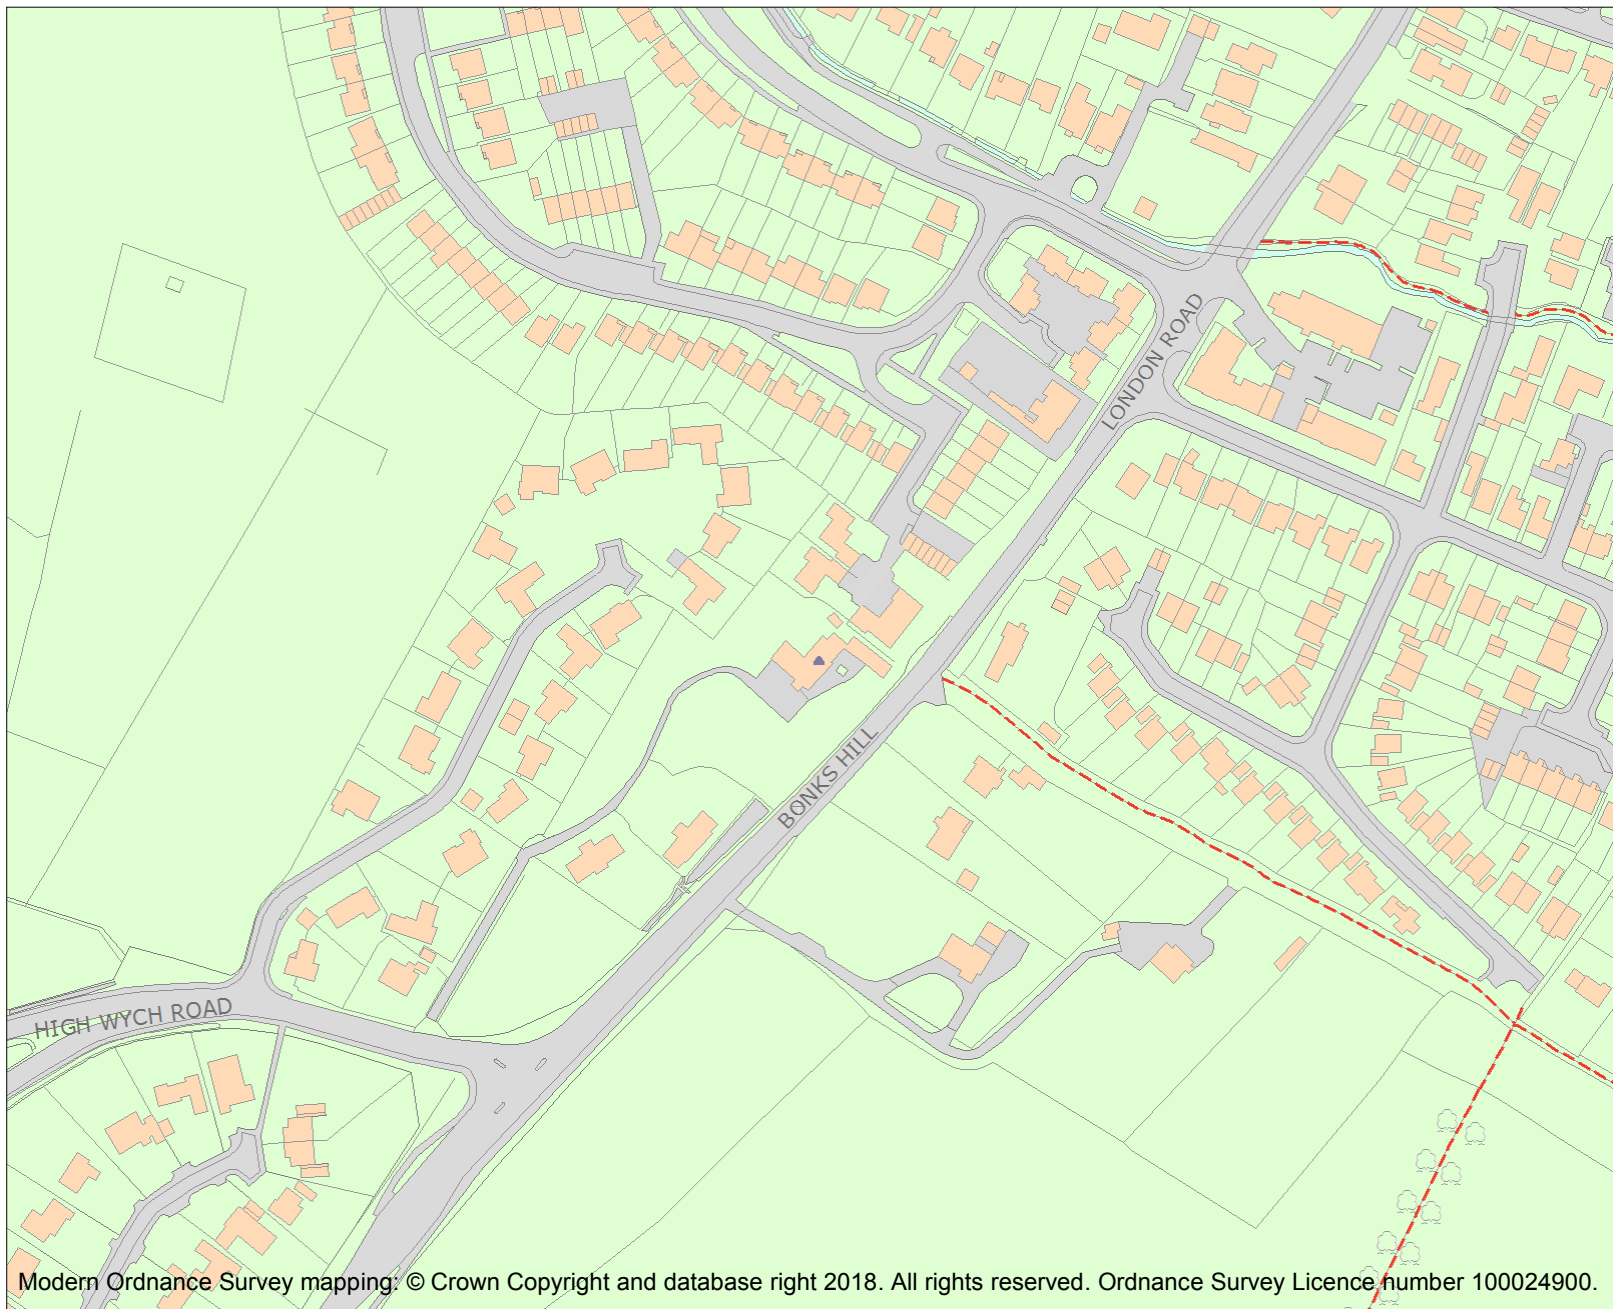 LONDON ROAD
BONKS HILL
HIGH WYCH ROAD
Modern Ordnance Survey mapping: © Crown Copyright and database right 2018. All rights reserved. Ordnance Survey Licence number 100024900.